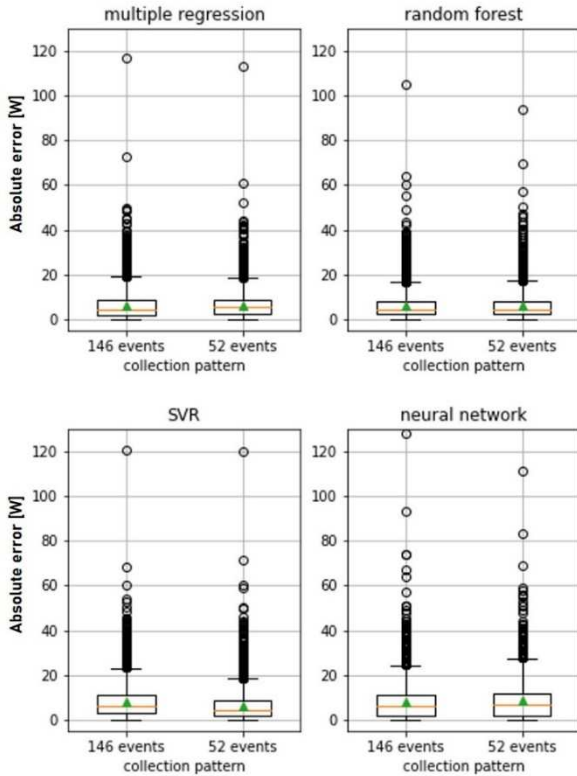 multiple regression
random forest
Absolute error [W]
120
100
80
60
40
20
0
120
100
80
60
40
20
0
146 events 52 events
collection pattern
146 events 52 events
collection pattern
SVR
neural network
Absolute error [W]
120
100
80
60
40
20
0
120
100
80
60
40
20
0
146 events 52 events
collection pattern
146 events 52 events
collection pattern